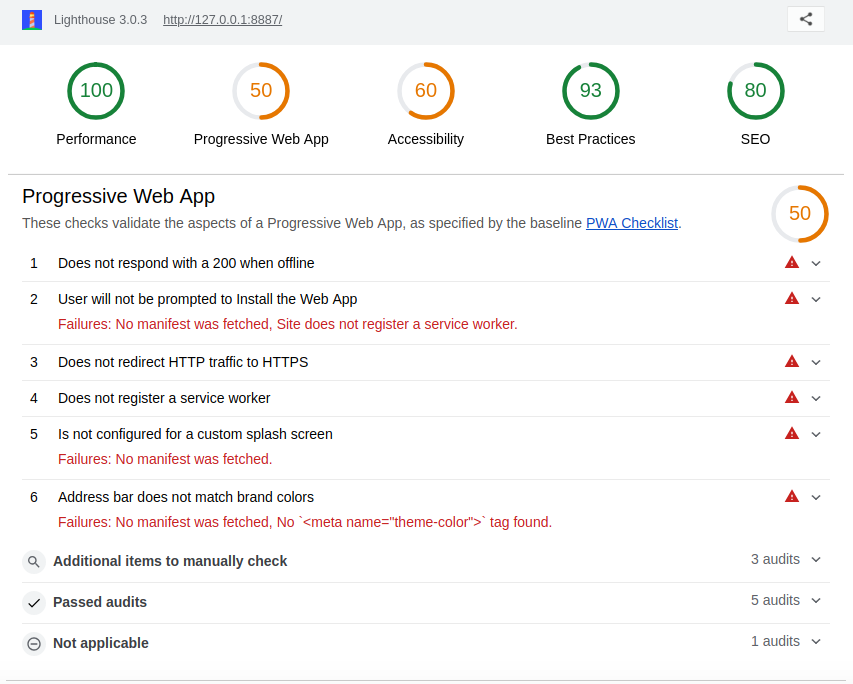 Lighthouse 3.0.3 http://127.0.0.1:8887/
100 50 60 93 80
Performance Progressive Web App Accessibility Best Practices SEO
Progressive Web App
These checks validate the aspects of a Progressive Web App, as specified by the baseline PWA Checklist.
50
1 Does not respond with a 200 when offline
2 User will not be prompted to Install the Web App
Failures: No manifest was fetched, Site does not register a service worker.
3 Does not redirect HTTP traffic to HTTPS
4 Does not register a service worker
5 Is not configured for a custom splash screen
Failures: No manifest was fetched.
6 Address bar does not match brand colors
Failures: No manifest was fetched, No `<meta name="theme-color">` tag found.
Additional items to manually check 3 audits
Passed audits 5 audits
Not applicable 1 audits